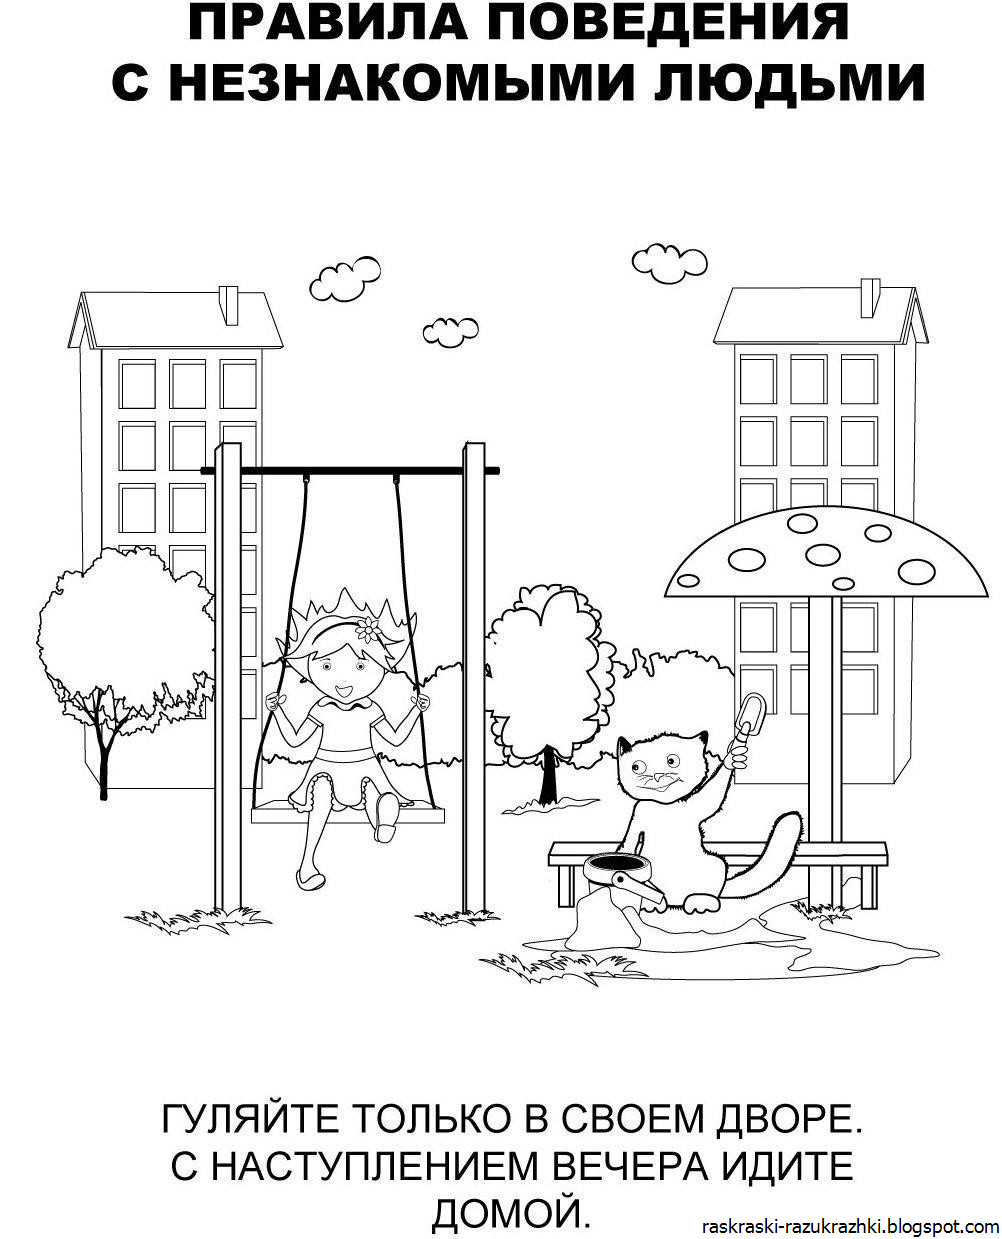 ПРАВИЛА ПОВЕДЕНИЯ
С НЕЗНАКОМЫМИ ЛЮДЬМИ
ГУЛЯЙТЕ ТОЛЬКО В СВОЕМ ДВОРЕ.
С НАСТУПЛЕНИЕМ ВЕЧЕРА ИДИТЕ
ДОМОЙ.
raskraski-razukrazhki.blogspot.com